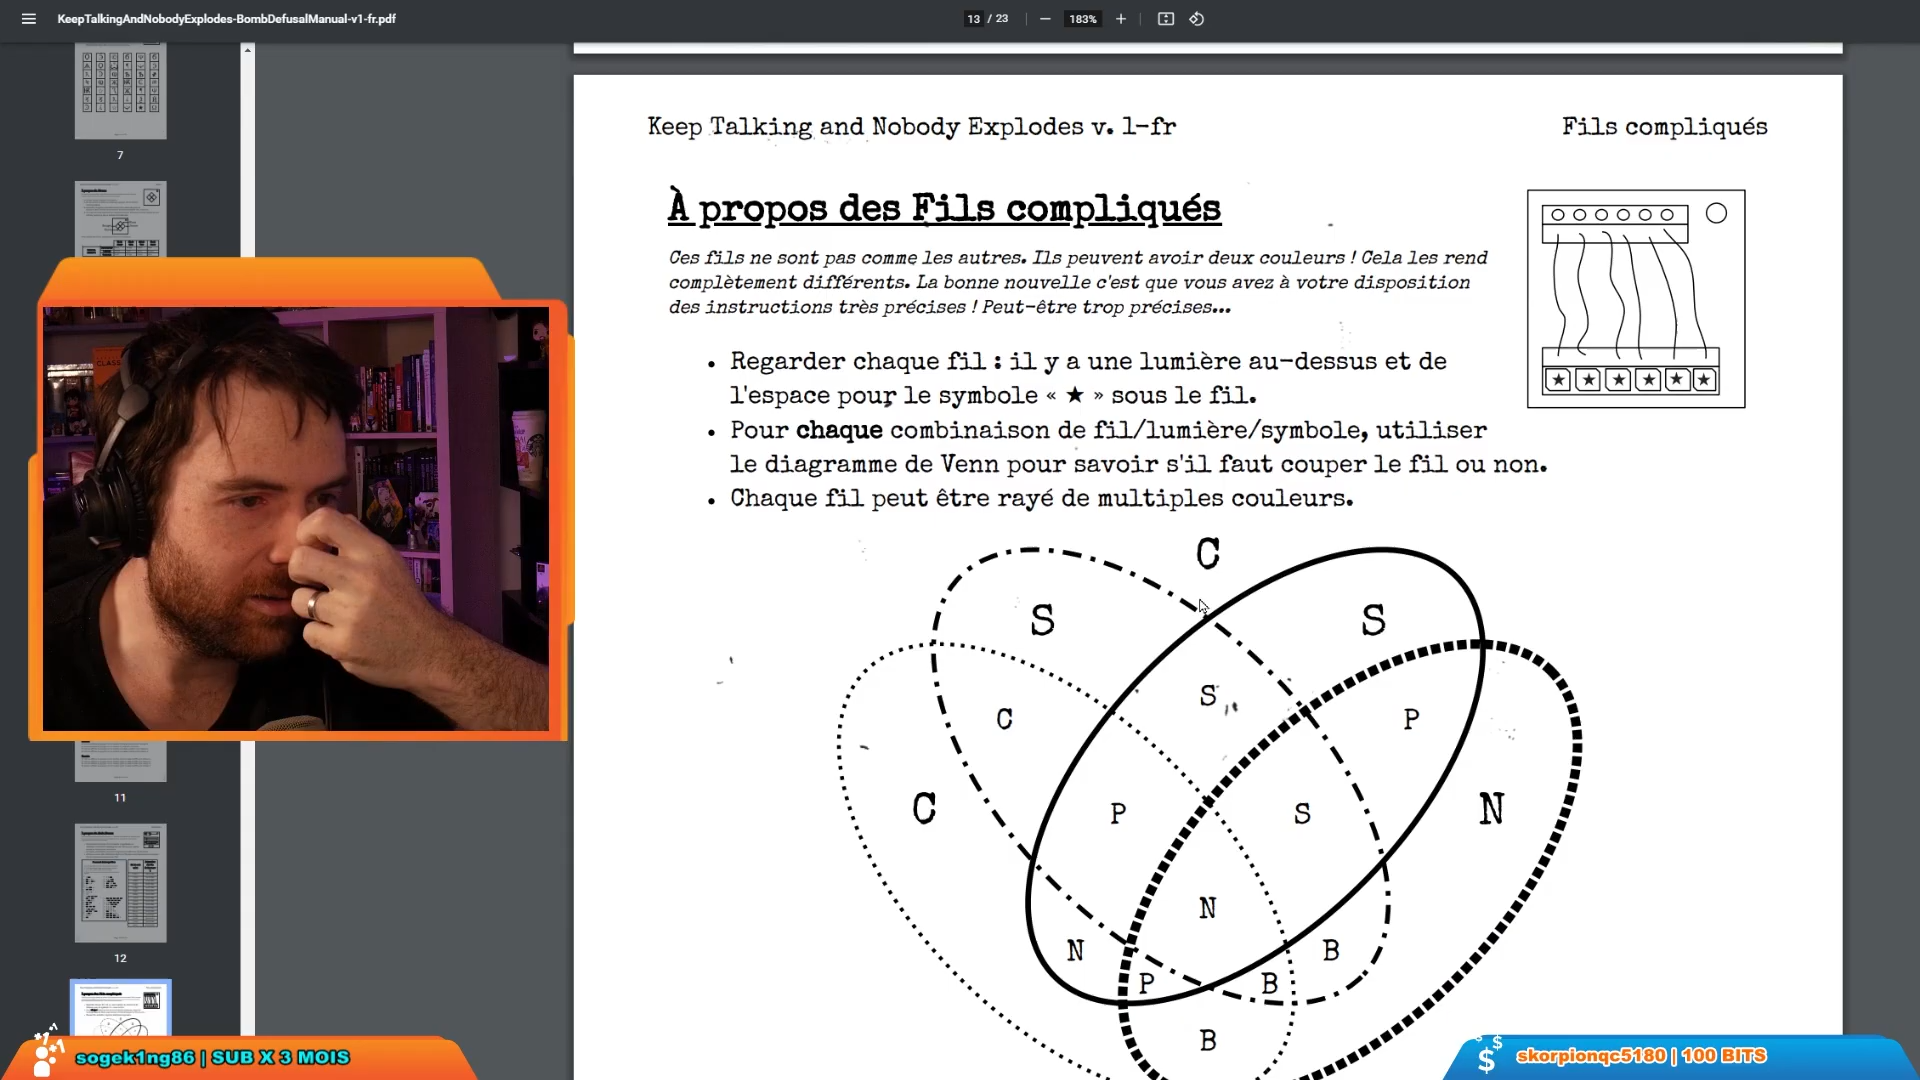 KeepTalkingAndNobodyExplodes-BombDefusalManual-v1-fr.pdf
13 / 23
183%
7
11
12
Keep Talking and Nobody Explodes v. 1-fr
Fils compliqués
À propos des Fils compliqués
Ces fils ne sont pas comme les autres. Ils peuvent avoir deux couleurs ! Cela les rend
complètement différents. La bonne nouvelle c'est que vous avez à votre disposition
des instructions très précises ! Peut-être trop précises...
• Regarder chaque fil : il y a une lumière au-dessus et de
l'espace pour le symbole « ★ » sous le fil.
• Pour chaque combinaison de fil/lumière/symbole, utiliser
le diagramme de Venn pour savoir s'il faut couper le fil ou non.
• Chaque fil peut être rayé de multiples couleurs.
C
S
S
S
C
P
C
P
S
N
N
N
B
P
B
B
sogek1ng86 | SUB X 3 MOIS
skorpionqc5180 | 100 BITS